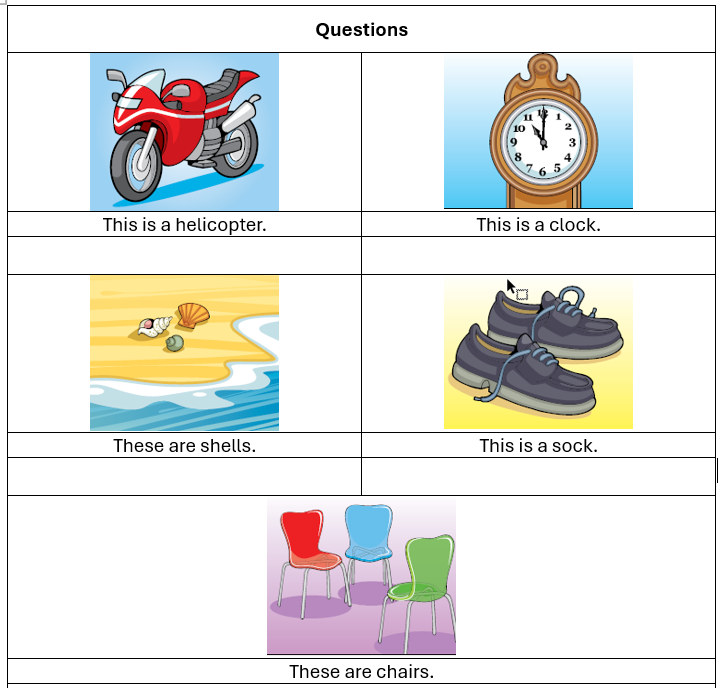 Questions
11 12 1
10 2
9 3
8 4
7 6 5
This is a helicopter.
This is a clock.
These are shells.
This is a sock.
These are chairs.